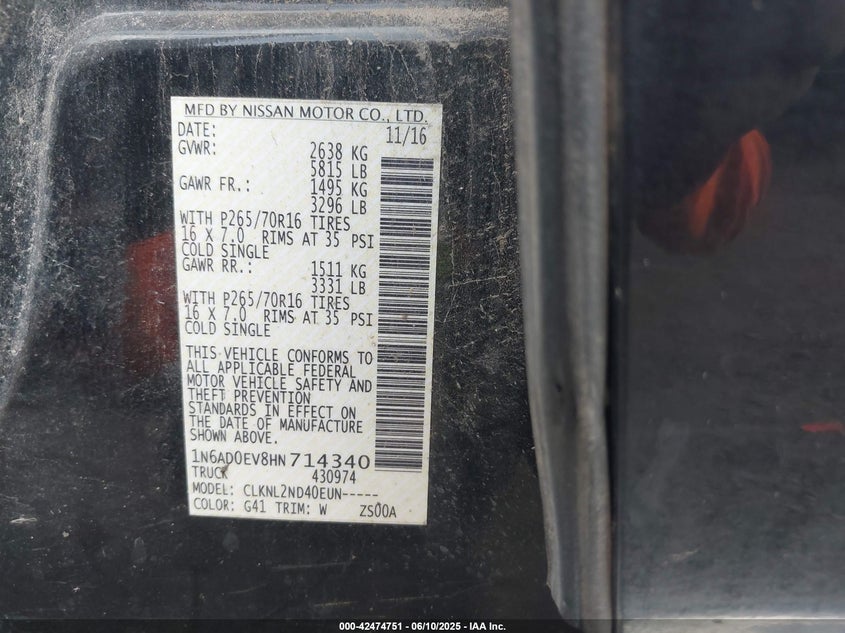 MFD BY NISSAN MOTOR CO., LTD.
DATE: 11/16
GVWR: 2638 KG
5815 LB
GAWR FR.: 1495 KG
3296 LB
WITH P265/70R16 TIRES
16 X 7.0 RIMS AT 35 PSI
COLD SINGLE
GAWR RR.: 1511 KG
3331 LB
WITH P265/70R16 TIRES
16 X 7.0 RIMS AT 35 PSI
COLD SINGLE
THIS VEHICLE CONFORMS TO
ALL APPLICABLE FEDERAL
MOTOR VEHICLE SAFETY AND
THEFT PREVENTION
STANDARDS IN EFFECT ON
THE DATE OF MANUFACTURE
SHOWN ABOVE.
1N6AD0EV8HN714340
TRUCK 430974
MODEL: CLKNL2ND40EUN-----
COLOR: G41 TRIM: W ZS00A
000-42474751 - 06/10/2025 - IAA Inc.